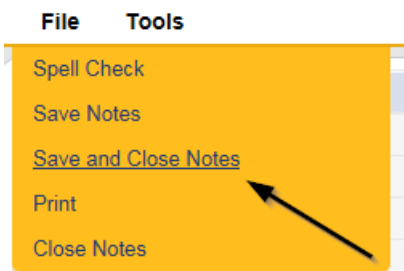 File Tools
Spell Check
Save Notes
Save and Close Notes
Print
Close Notes